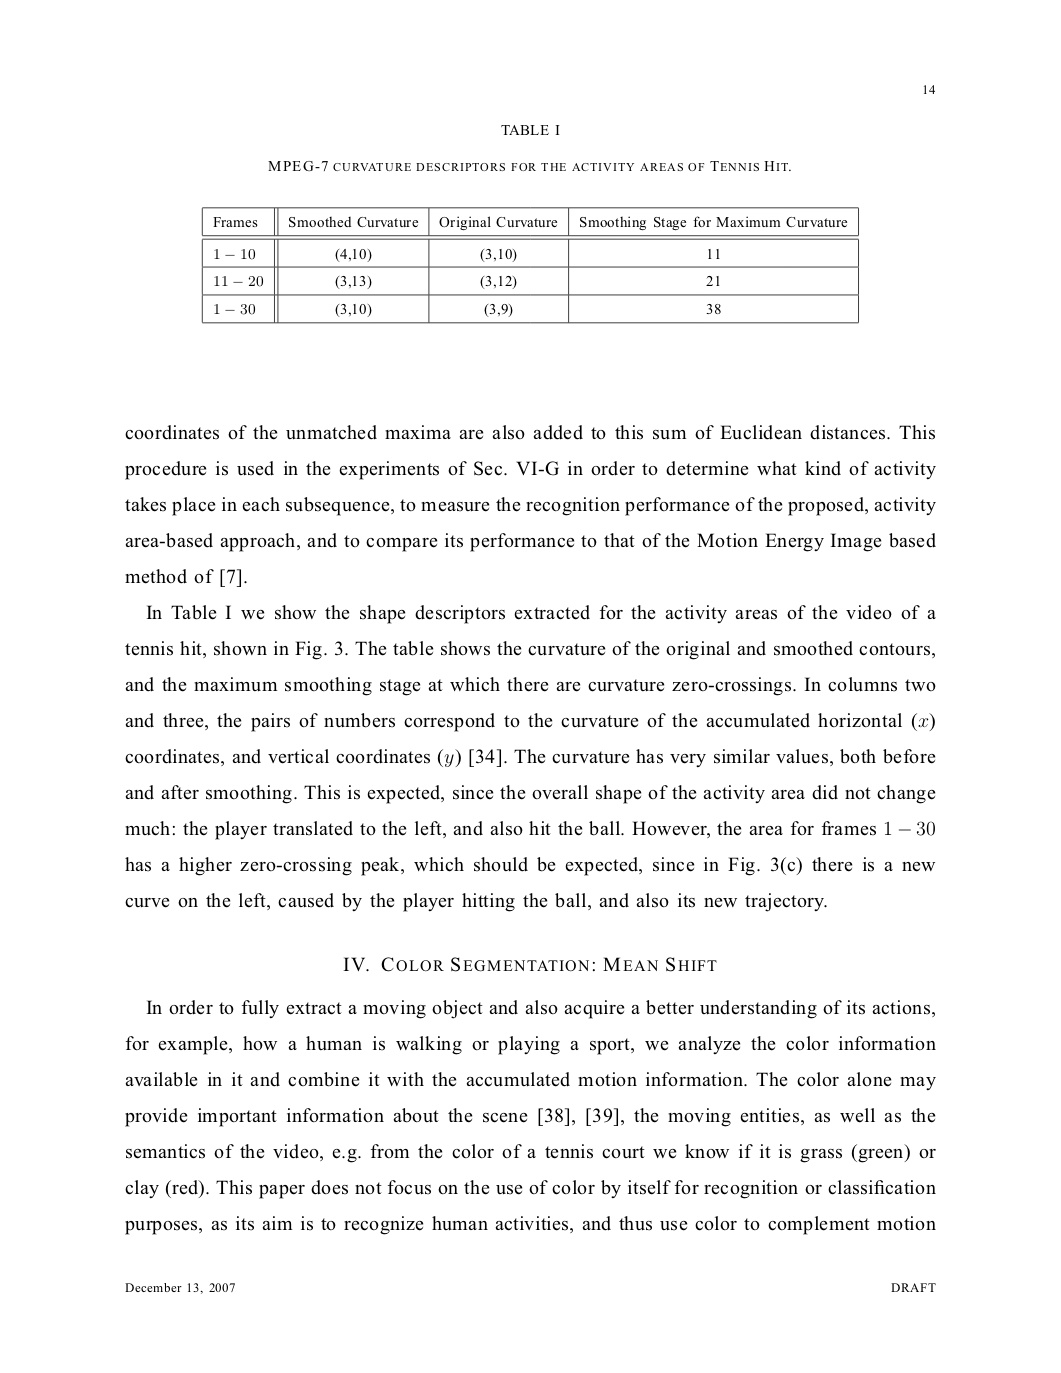 14
TABLE I
MPEG-7 CURVATURE DESCRIPTORS FOR THE ACTIVITY AREAS OF TENNIS HIT.
Frames Smoothed Curvature Original Curvature Smoothing Stage for Maximum Curvature
1 − 10 (4,10) (3,10) 11
11 − 20 (3,13) (3,12) 21
1 − 30 (3,10) (3,9) 38
coordinates of the unmatched maxima are also added to this sum of Euclidean distances. This
procedure is used in the experiments of Sec. VI-G in order to determine what kind of activity
takes place in each subsequence, to measure the recognition performance of the proposed, activity
area-based approach, and to compare its performance to that of the Motion Energy Image based
method of [7].
In Table I we show the shape descriptors extracted for the activity areas of the video of a
tennis hit, shown in Fig. 3. The table shows the curvature of the original and smoothed contours,
and the maximum smoothing stage at which there are curvature zero-crossings. In columns two
and three, the pairs of numbers correspond to the curvature of the accumulated horizontal (x)
coordinates, and vertical coordinates (y) [34]. The curvature has very similar values, both before
and after smoothing. This is expected, since the overall shape of the activity area did not change
much: the player translated to the left, and also hit the ball. However, the area for frames 1 − 30
has a higher zero-crossing peak, which should be expected, since in Fig. 3(c) there is a new
curve on the left, caused by the player hitting the ball, and also its new trajectory.
IV. COLOR SEGMENTATION: MEAN SHIFT
In order to fully extract a moving object and also acquire a better understanding of its actions,
for example, how a human is walking or playing a sport, we analyze the color information
available in it and combine it with the accumulated motion information. The color alone may
provide important information about the scene [38], [39], the moving entities, as well as the
semantics of the video, e.g. from the color of a tennis court we know if it is grass (green) or
clay (red). This paper does not focus on the use of color by itself for recognition or classification
purposes, as its aim is to recognize human activities, and thus use color to complement motion
December 13, 2007 DRAFT